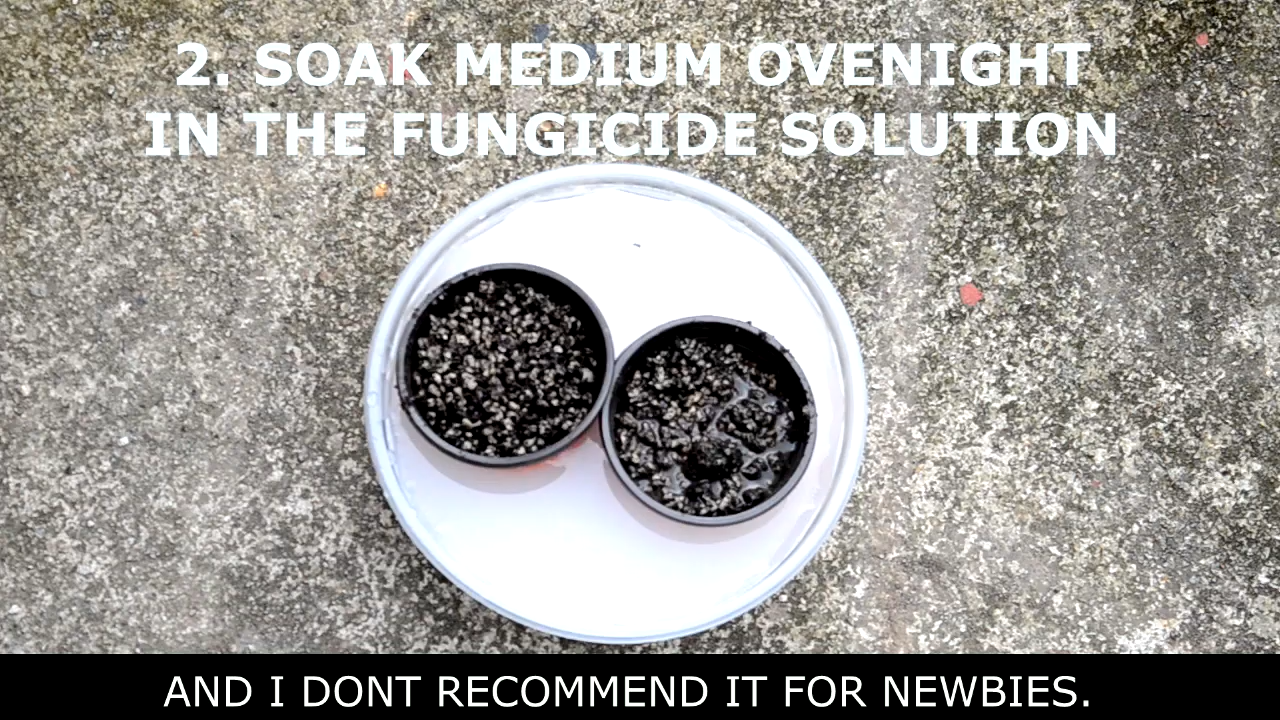 2. SOAK MEDIUM OVENIGHT
IN THE FUNGICIDE SOLUTION
AND I DONT RECOMMEND IT FOR NEWBIES.